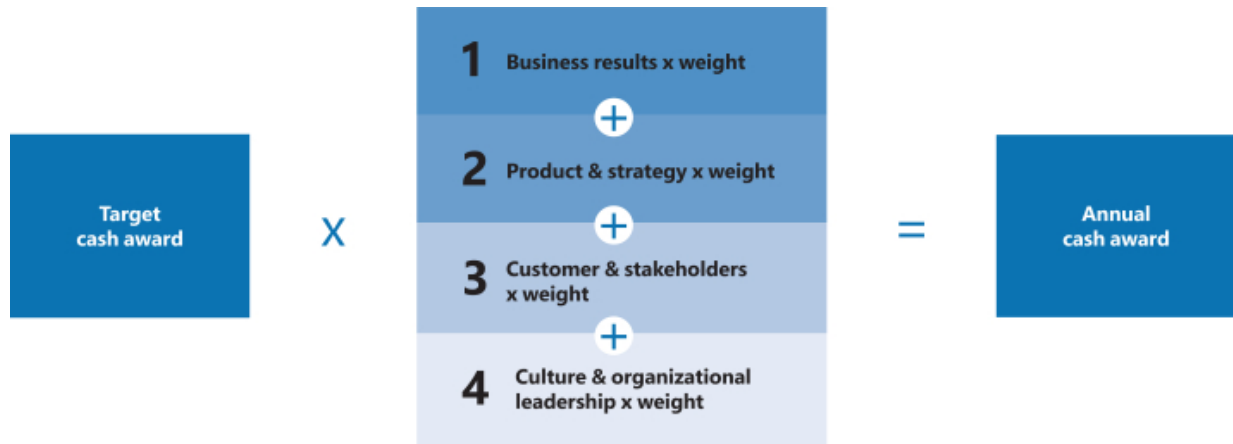 1 Business results x weight
+
2 Product & strategy x weight
Target
cash award
x
+
=
Annual
cash award
3 Customer & stakeholders
x weight
+
4 Culture & organizational
leadership x weight